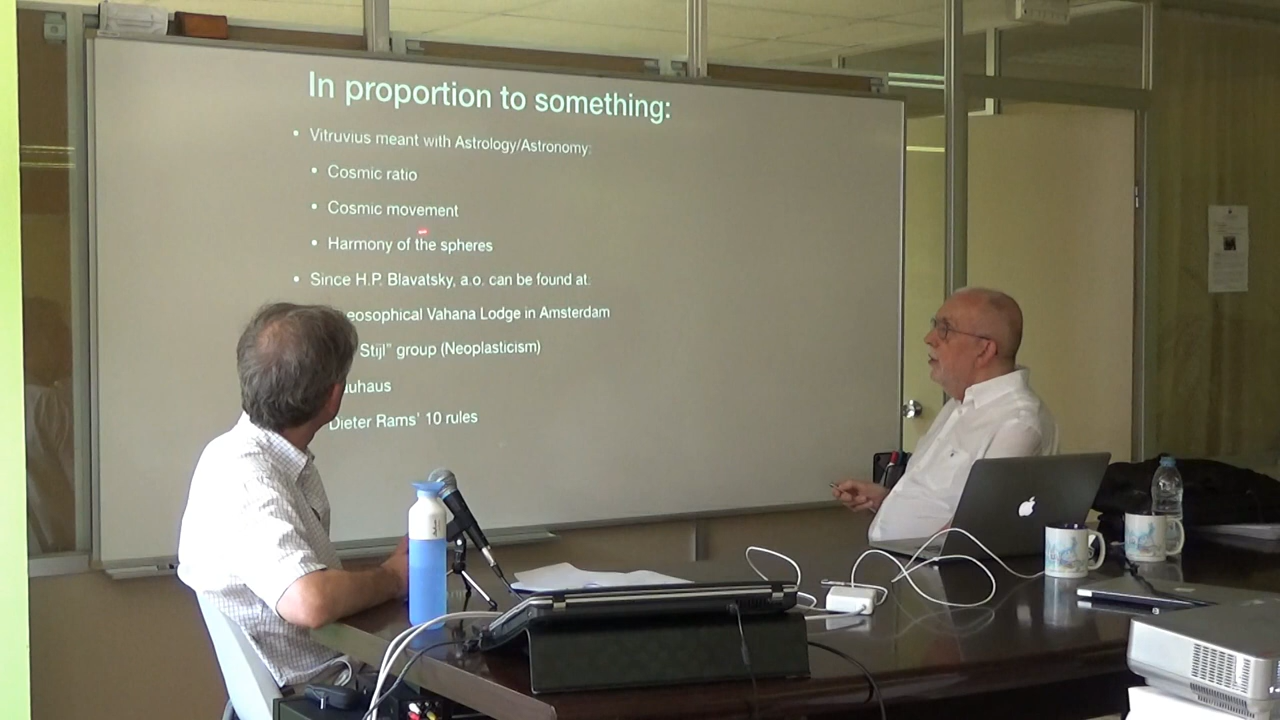 In proportion to something:
• Vitruvius meant with Astrology/Astronomy:
• Cosmic ratio
• Cosmic movement
• Harmony of the spheres
• Since H.P. Blavatsky, a.o. can be found at:
eosophical Vahana Lodge in Amsterdam
Stijl" group (Neoplasticism)
auhaus
Dieter Rams' 10 rules